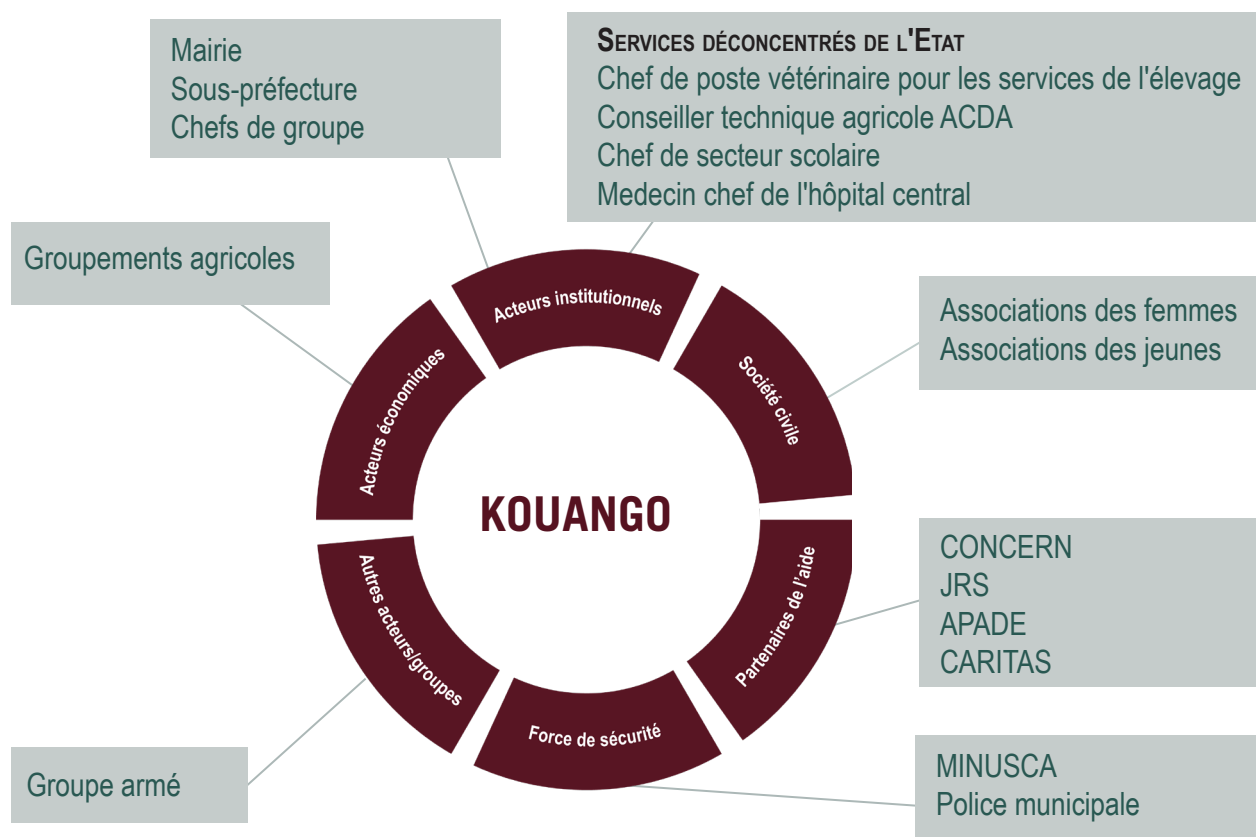 Mairie
Sous-préfecture
Chefs de groupe
SERVICES DÉCONCENTRÉS DE L'ETAT
Chef de poste vétérinaire pour les services de l'élevage
Conseiller technique agricole ACDA
Chef de secteur scolaire
Medecin chef de l'hôpital central
Groupements agricoles
Associations des femmes
Associations des jeunes
Acteurs institutionnels
Société civile
Acteurs économiques
KOUANGO
Partenaires de l'aide
Autres acteurs/groupes
Force de sécurité
CONCERN
JRS
APADE
CARITAS
Groupe armé
MINUSCA
Police municipale